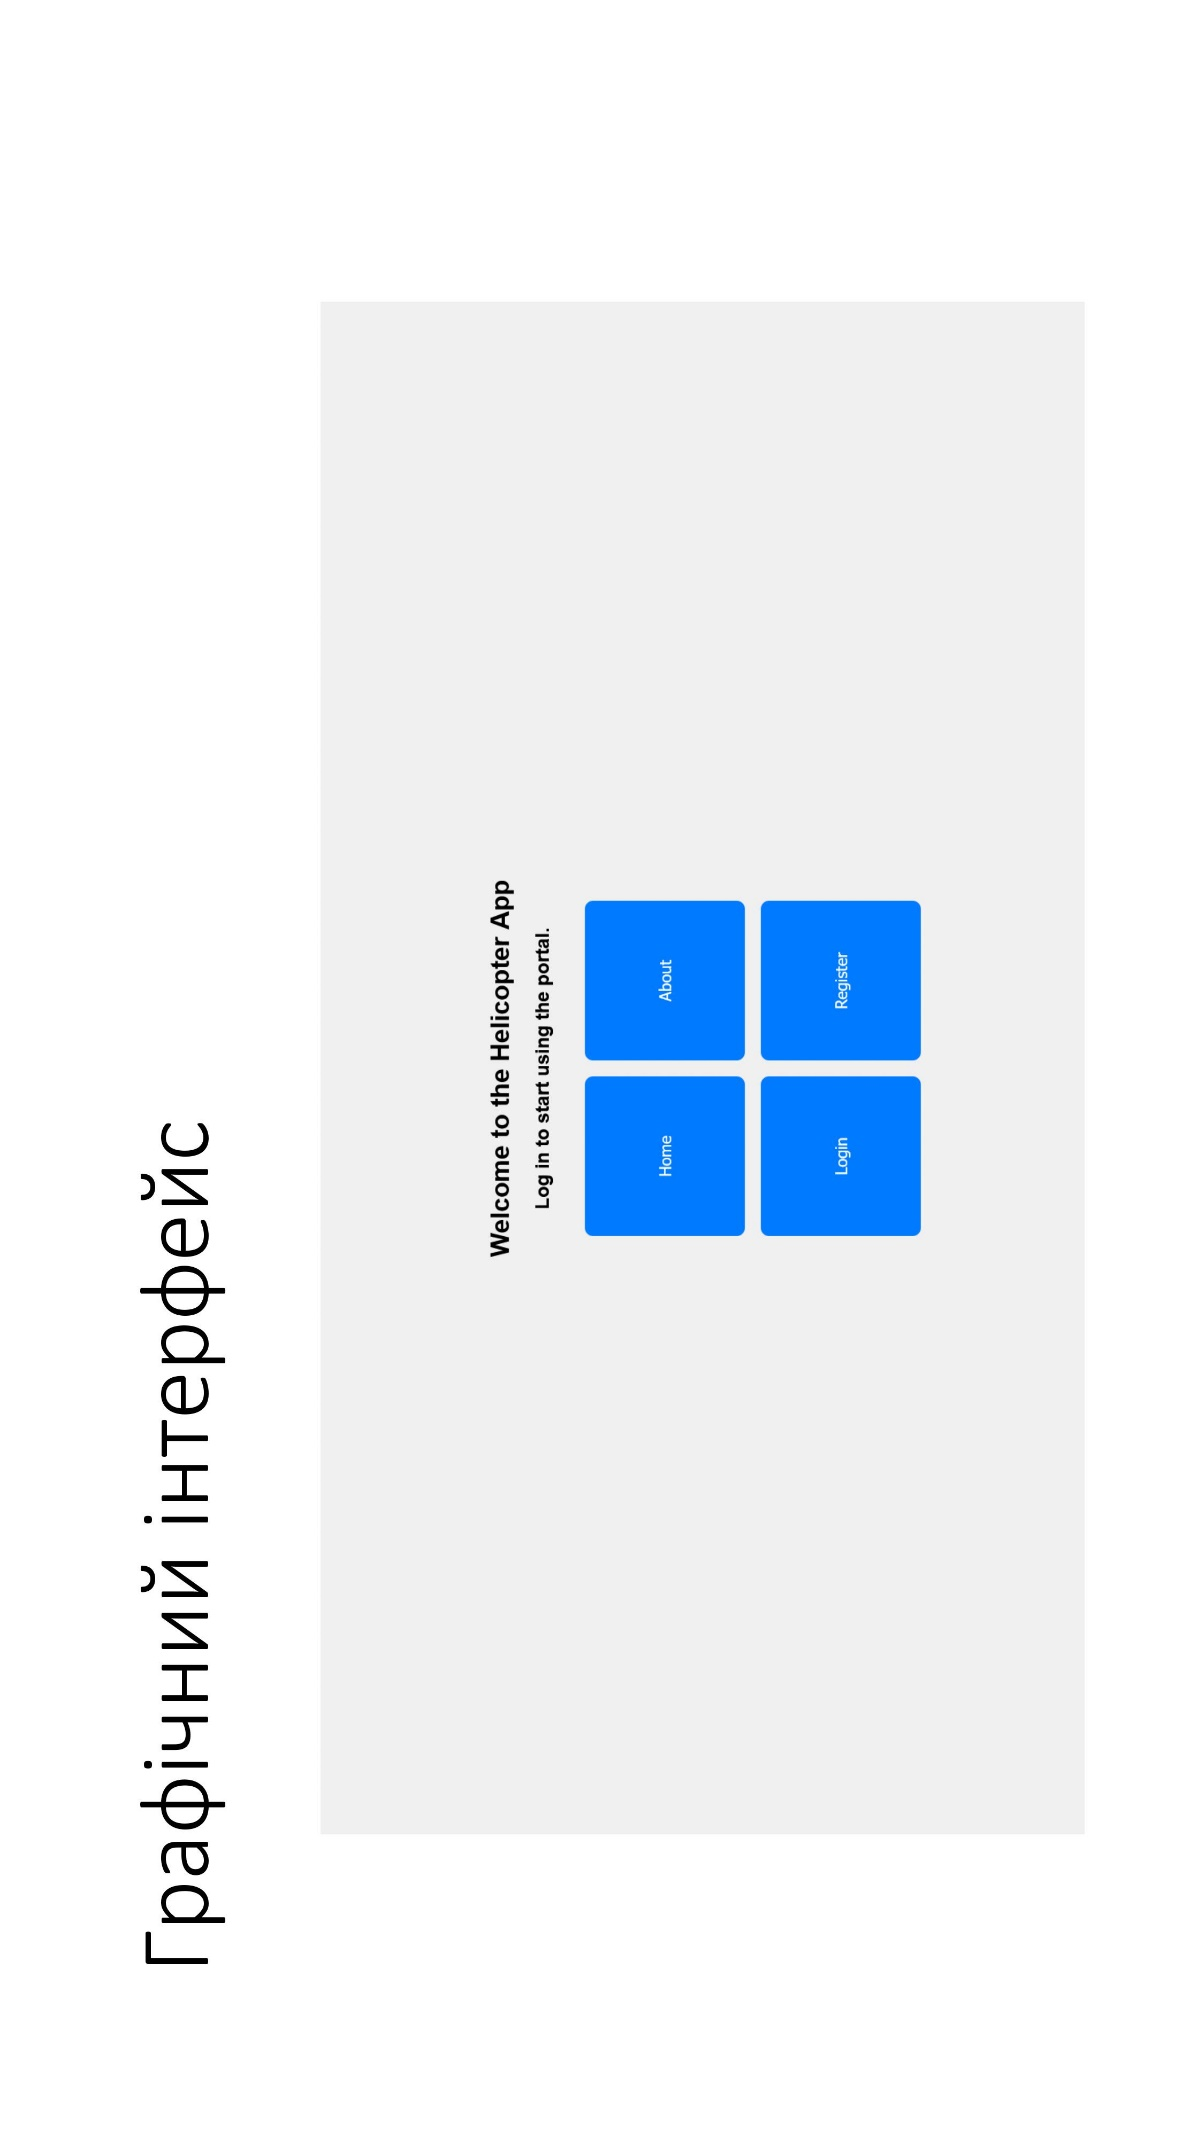 Графічний інтерфейс
Welcome to the Helicopter App
Log in to start using the portal.
Home
About
Login
Register